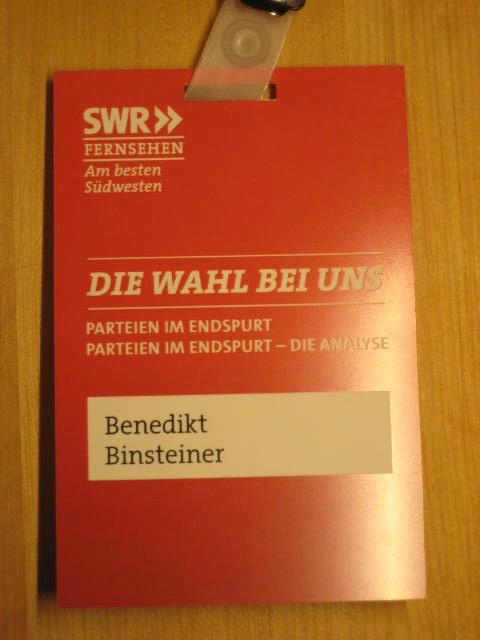 SWR»
FERNSEHEN
Am besten
Südwesten
DIE WAHL BEI UNS
PARTEIEN IM ENDSPURT
PARTEIEN IM ENDSPURT – DIE ANALYSE
Benedikt
Binsteiner